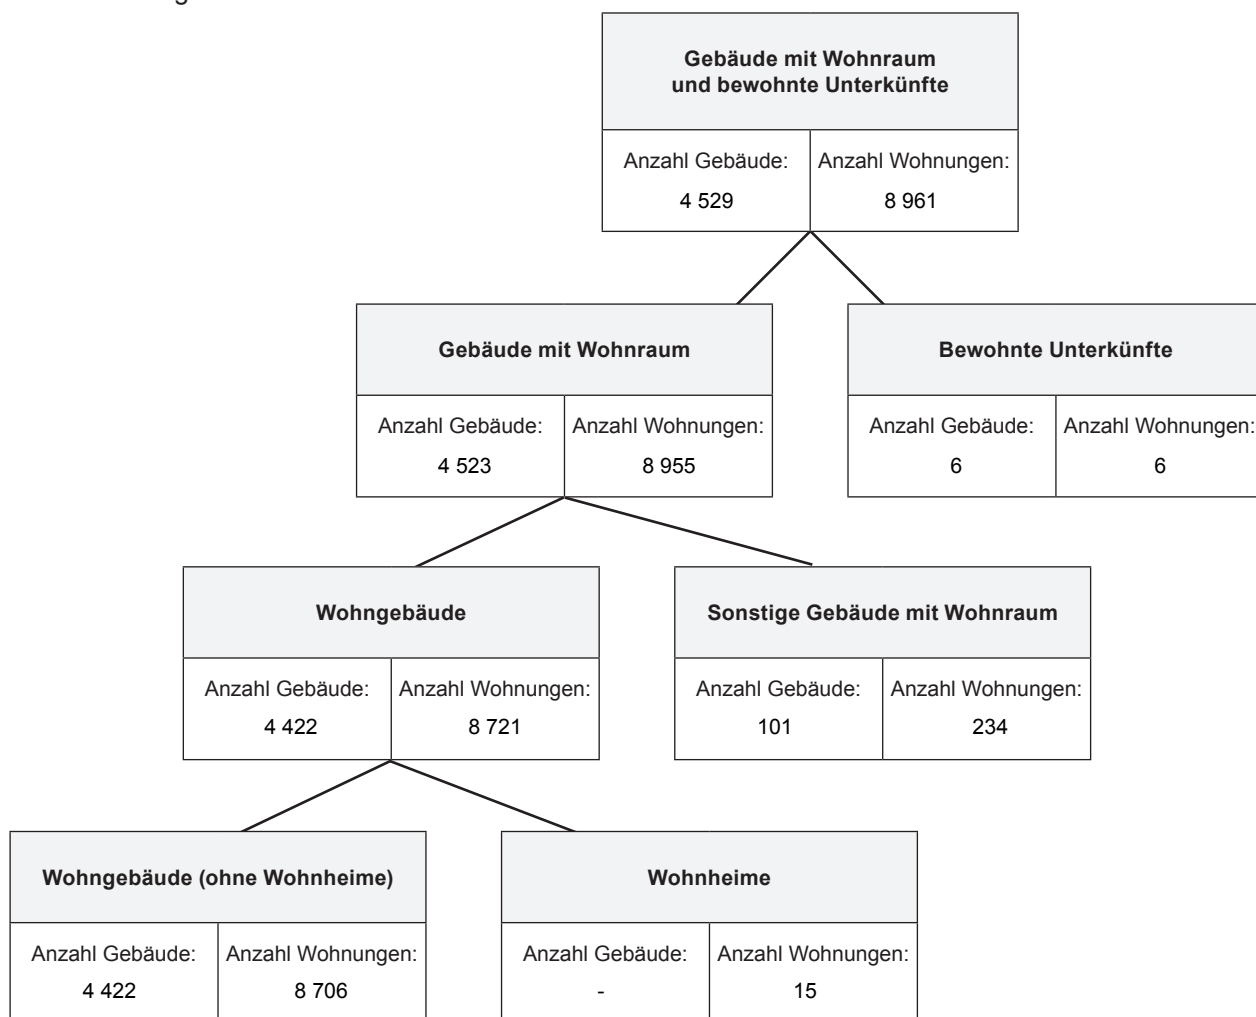 Gebäude mit Wohnraum
und bewohnte Unterkünfte
Anzahl Gebäude: Anzahl Wohnungen:
4 529 8 961
Gebäude mit Wohnraum
Anzahl Gebäude: Anzahl Wohnungen:
4 523 8 955
Bewohnte Unterkünfte
Anzahl Gebäude: Anzahl Wohnungen:
6 6
Wohngebäude
Anzahl Gebäude: Anzahl Wohnungen:
4 422 8 721
Sonstige Gebäude mit Wohnraum
Anzahl Gebäude: Anzahl Wohnungen:
101 234
Wohngebäude (ohne Wohnheime)
Anzahl Gebäude: Anzahl Wohnungen:
4 422 8 706
Wohnheime
Anzahl Gebäude: Anzahl Wohnungen:
- 15